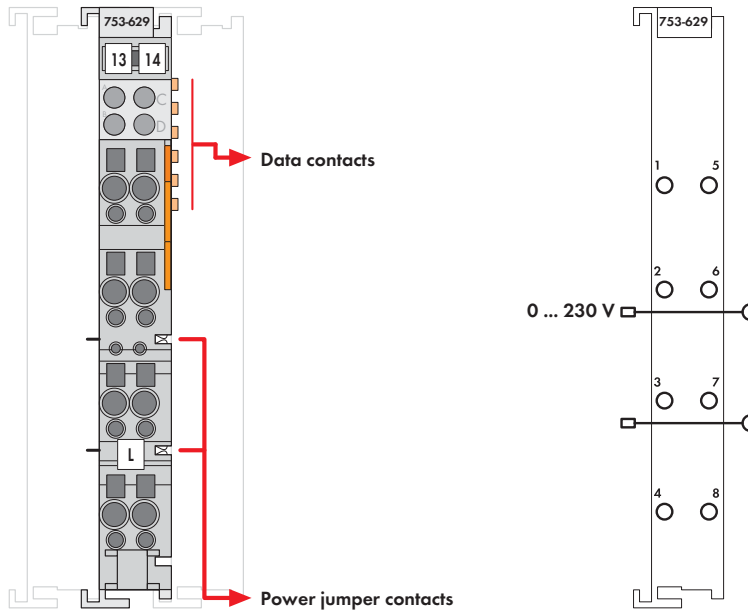 753-629
13 14
A C
B D
Data contacts
L
Power jumper contacts
753-629
1 5
2 6
0 ... 230 V
3 7
4 8